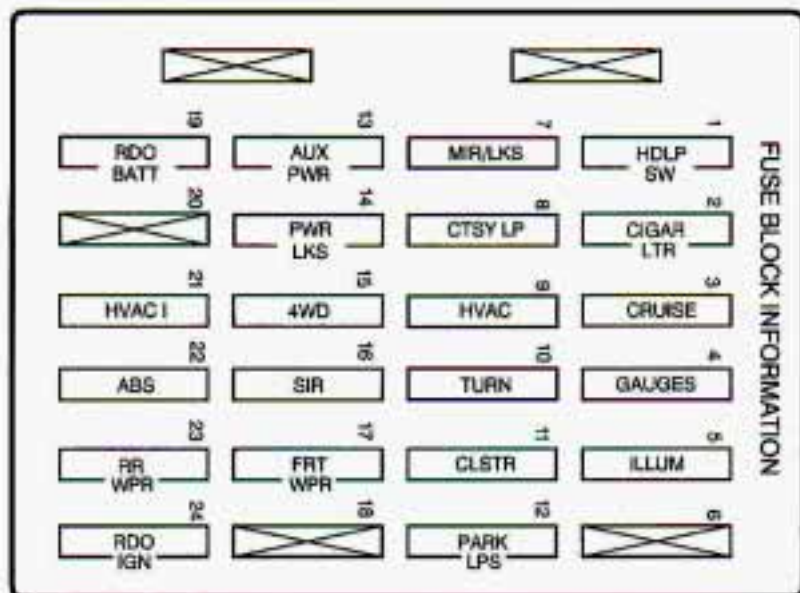 FUSE BLOCK INFORMATION
19
13
7
1
RDO
BATT
AUX
PWR
MIR/LKS
HDLP
SW
20
14
8
2
PWR
LKS
CTSY LP
CIGAR
LTR
21
15
9
3
HVAC I
4WD
HVAC
CRUISE
22
16
10
4
ABS
SIR
TURN
GAUGES
23
17
11
5
RR
WPR
FRT
WPR
CLSTR
ILLUM
24
18
12
6
RDO
IGN
PARK
LPS